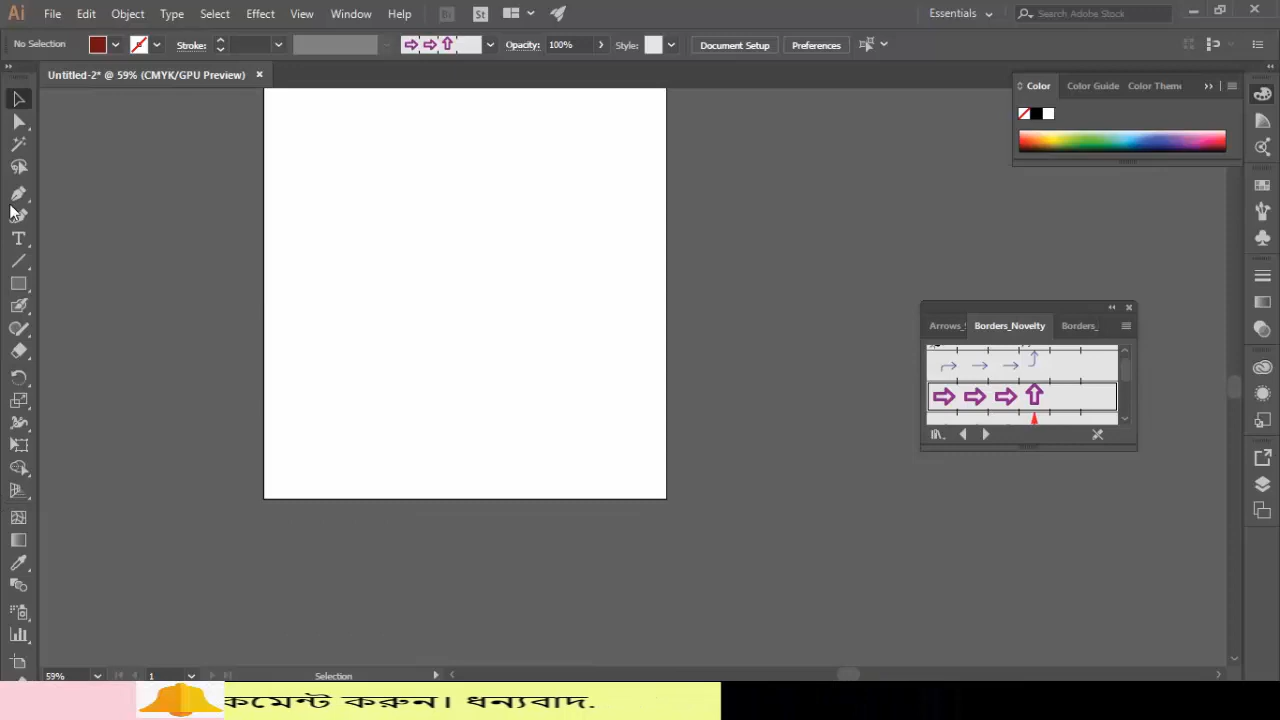 Ai File Edit Object Type Select Effect View Window Help Br St Essentials Search Adobe Stock
No Selection Stroke: Opacity: 100% Style: Document Setup Preferences
Untitled-2* @ 59% (CMYK/GPU Preview)
Color Color Guide Color Theme
Arrows_ Borders_Novelty Borders_
59% 1 Selection
কমেন্ট করুন। ধন্যবাদ.